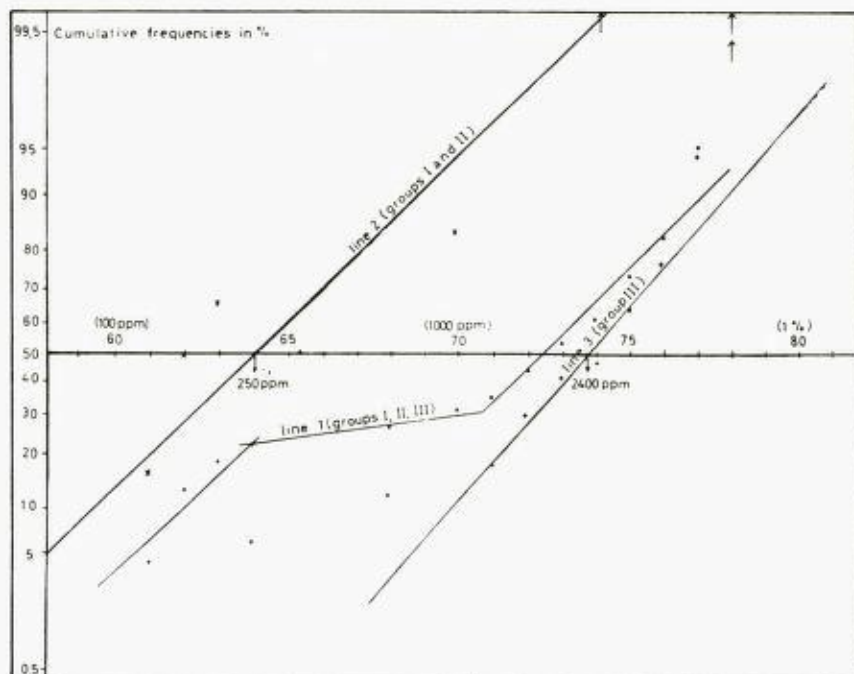 99,5 Cumulative frequencies in %
95
90
80
70
60
50
40
30
20
10
5
0.5
line 2 (groups I and II)
(100 ppm) (1000 ppm) (1 %)
60 65 70 75 80
250 ppm 2400 ppm
line 1 (groups I, II, III)
line 3 (group III)